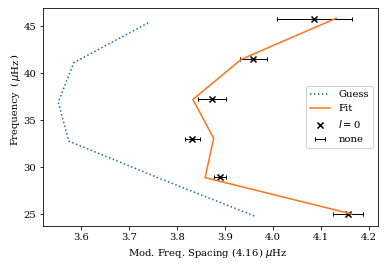 45
40
35
30
25
Frequency ( μHz )
Guess
Fit
l = 0
none
3.6 3.7 3.8 3.9 4.0 4.1 4.2
Mod. Freq. Spacing (4.16) μHz